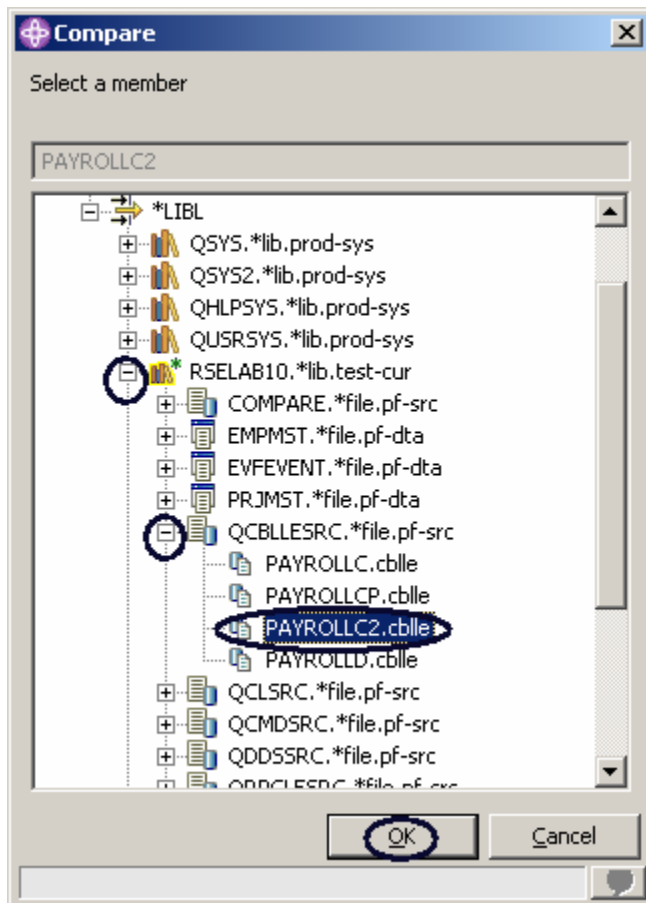 Compare
Select a member
PAYROLLC2
*LIBL
QSYS.*lib.prod-sys
QSYS2.*lib.prod-sys
QHLPSYS.*lib.prod-sys
QUSRSYS.*lib.prod-sys
RSELAB10.*lib.test-cur
COMPARE.*file.pf-src
EMPMST.*file.pf-dta
EVFEVENT.*file.pf-dta
PRJMST.*file.pf-dta
QCBLLESRC.*file.pf-src
PAYROLLC.cblle
PAYROLLCP.cblle
PAYROLLC2.cblle
PAYROLLD.cblle
QCLSRC.*file.pf-src
QCMDSRC.*file.pf-src
QDDSSRC.*file.pf-src
OK Cancel